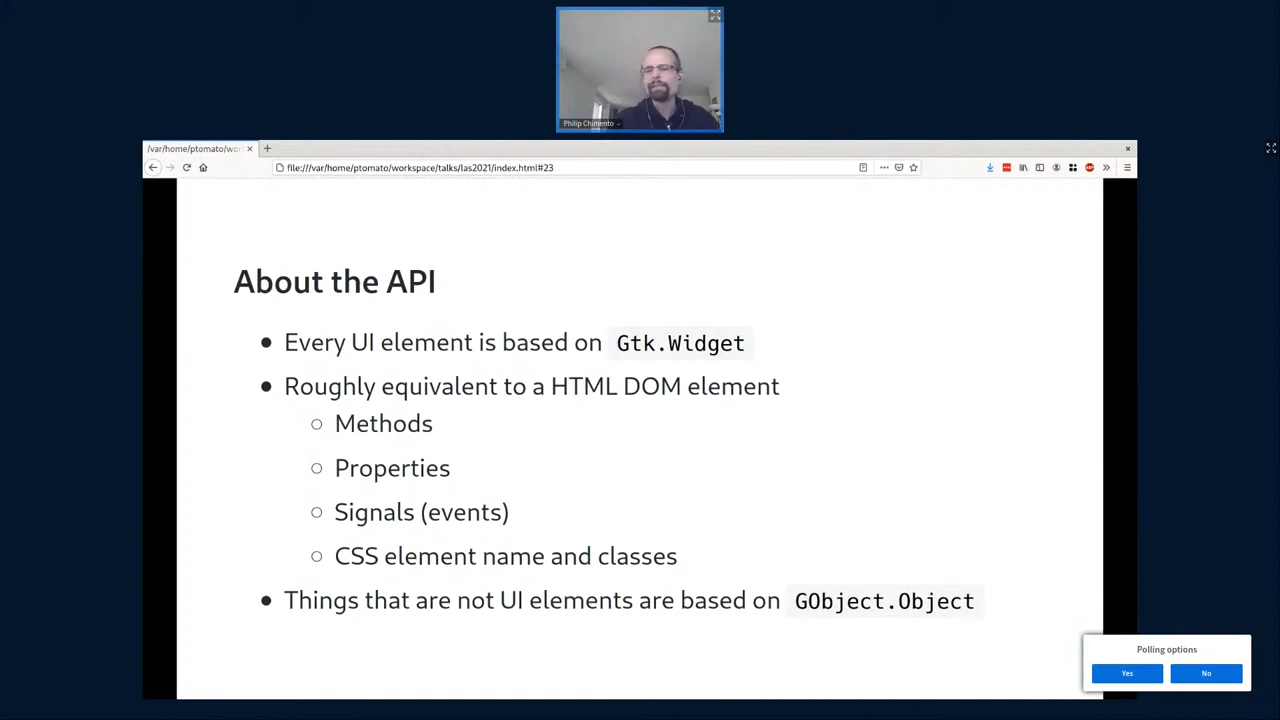 Philip Chimento
/var/home/ptomato/wor
file:///var/home/ptomato/workspace/talks/las2021/index.html#23
About the API
Every UI element is based on Gtk.Widget
Roughly equivalent to a HTML DOM element
Methods
Properties
Signals (events)
CSS element name and classes
Things that are not UI elements are based on GObject.Object
Polling options
Yes No